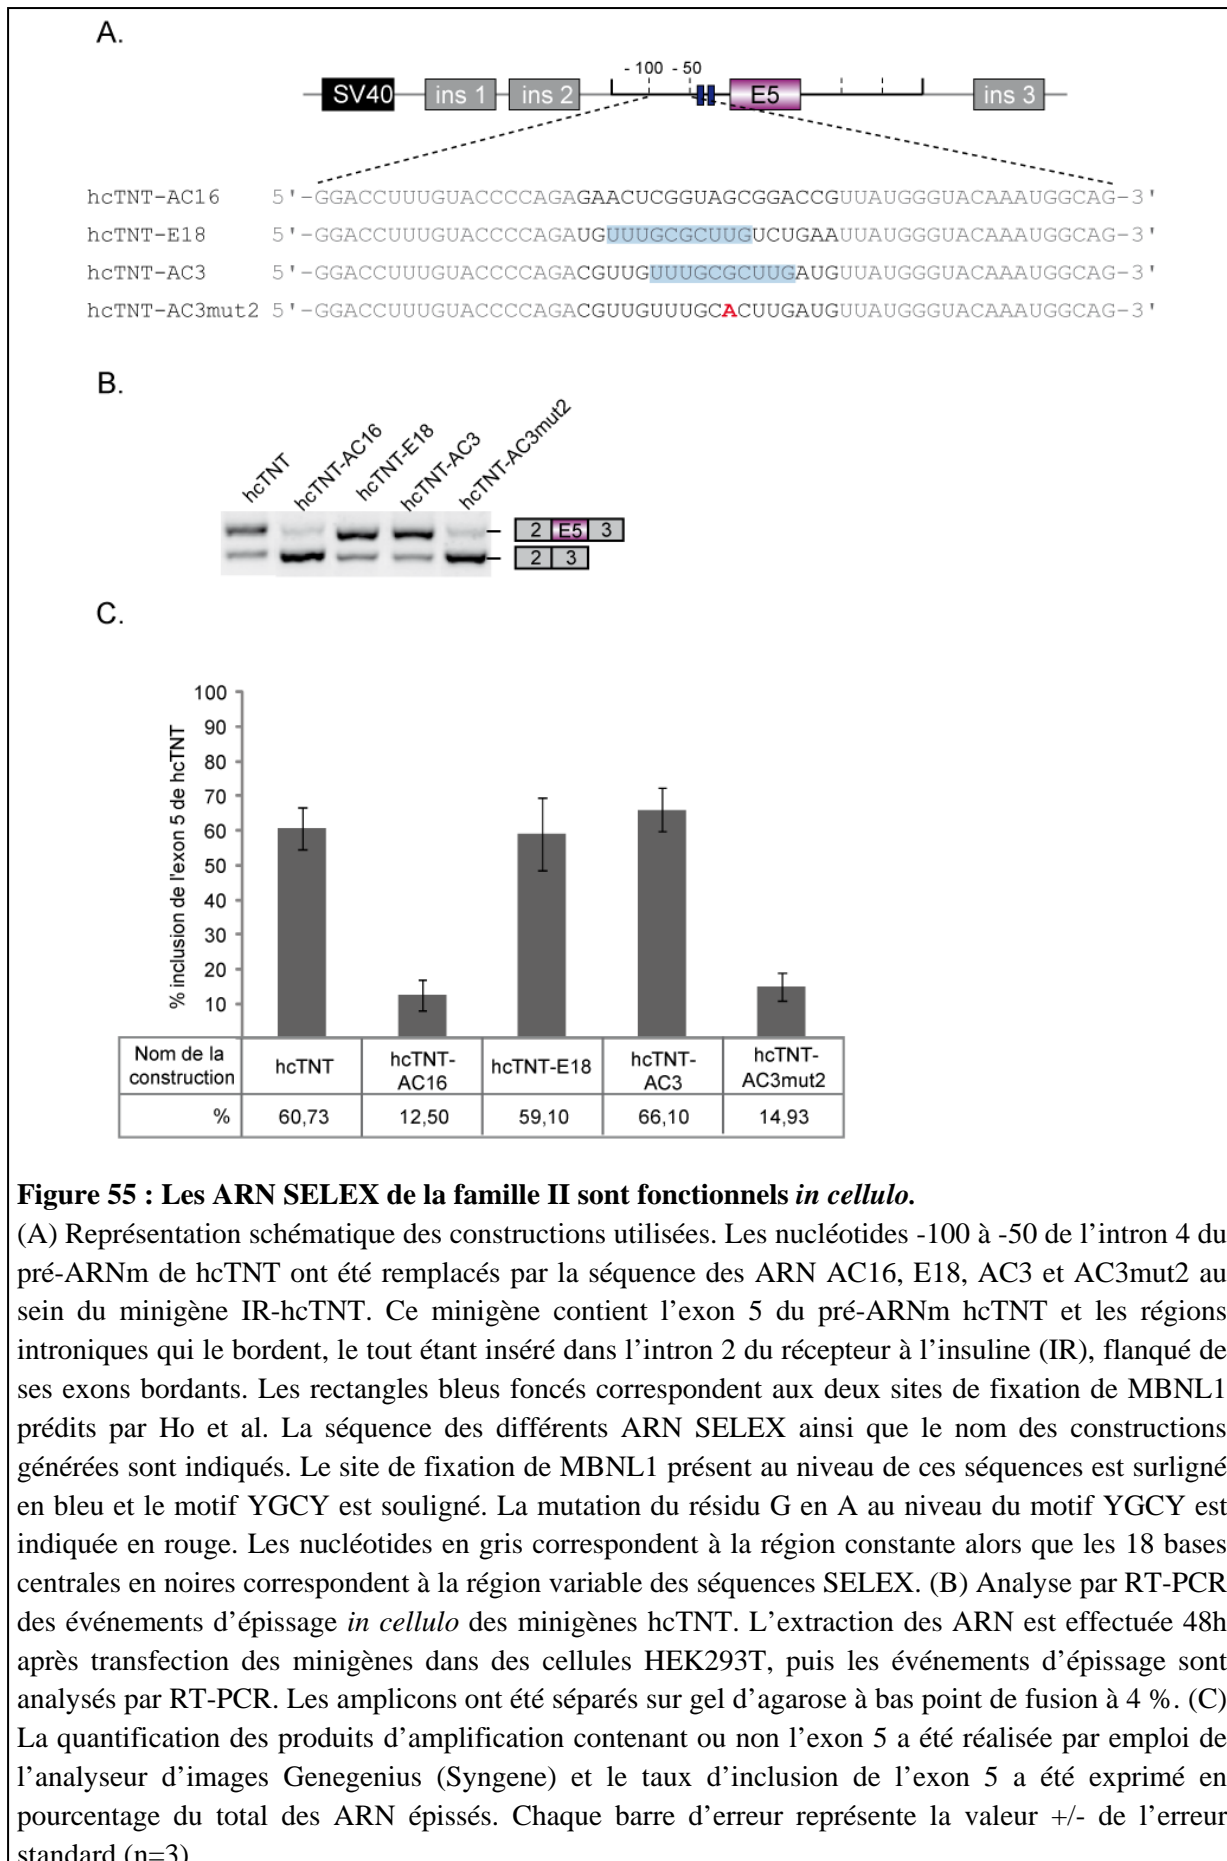 A.
- 100 - 50
SV40 ins 1 ins 2 E5 ins 3
hcTNT-AC16 5'-GGACCUUUGUACCCCAGAGAACUCGGUAGCGGACCGUUAUGGGUACAAAUGGCAG-3'
hcTNT-E18 5'-GGACCUUUGUACCCCAGAUGUUUGCGCUUGUCUGAAUUAUGGGUACAAAUGGCAG-3'
hcTNT-AC3 5'-GGACCUUUGUACCCCAGACGUUGUUUGCGCUUGAUGUUAUGGGUACAAAUGGCAG-3'
hcTNT-AC3mut2 5'-GGACCUUUGUACCCCAGACGUUGUUUGCACUUGAUGUUAUGGGUACAAAUGGCAG-3'
B.
hcTNT hcTNT-AC16 hcTNT-E18 hcTNT-AC3 hcTNT-AC3mut2
2 E5 3
2 3
C.
% inclusion de l'exon 5 de hcTNT
100
90
80
70
60
50
40
30
20
10
Nom de la construction hcTNT hcTNT-AC16 hcTNT-E18 hcTNT-AC3 hcTNT-AC3mut2
% 60,73 12,50 59,10 66,10 14,93
Figure 55 : Les ARN SELEX de la famille II sont fonctionnels in cellulo.
(A) Représentation schématique des constructions utilisées. Les nucléotides -100 à -50 de l'intron 4 du
pré-ARNm de hcTNT ont été remplacés par la séquence des ARN AC16, E18, AC3 et AC3mut2 au
sein du minigène IR-hcTNT. Ce minigène contient l'exon 5 du pré-ARNm hcTNT et les régions
introniques qui le bordent, le tout étant inséré dans l'intron 2 du récepteur à l'insuline (IR), flanqué de
ses exons bordants. Les rectangles bleus foncés correspondent aux deux sites de fixation de MBNL1
prédits par Ho et al. La séquence des différents ARN SELEX ainsi que le nom des constructions
générées sont indiqués. Le site de fixation de MBNL1 présent au niveau de ces séquences est surligné
en bleu et le motif YGCY est souligné. La mutation du résidu G en A au niveau du motif YGCY est
indiquée en rouge. Les nucléotides en gris correspondent à la région constante alors que les 18 bases
centrales en noires correspondent à la région variable des séquences SELEX. (B) Analyse par RT-PCR
des événements d'épissage in cellulo des minigènes hcTNT. L'extraction des ARN est effectuée 48h
après transfection des minigènes dans des cellules HEK293T, puis les événements d'épissage sont
analysés par RT-PCR. Les amplicons ont été séparés sur gel d'agarose à bas point de fusion à 4 %. (C)
La quantification des produits d'amplification contenant ou non l'exon 5 a été réalisée par emploi de
l'analyseur d'images Genegenius (Syngene) et le taux d'inclusion de l'exon 5 a été exprimé en
pourcentage du total des ARN épissés. Chaque barre d'erreur représente la valeur +/- de l'erreur
standard (n=3)